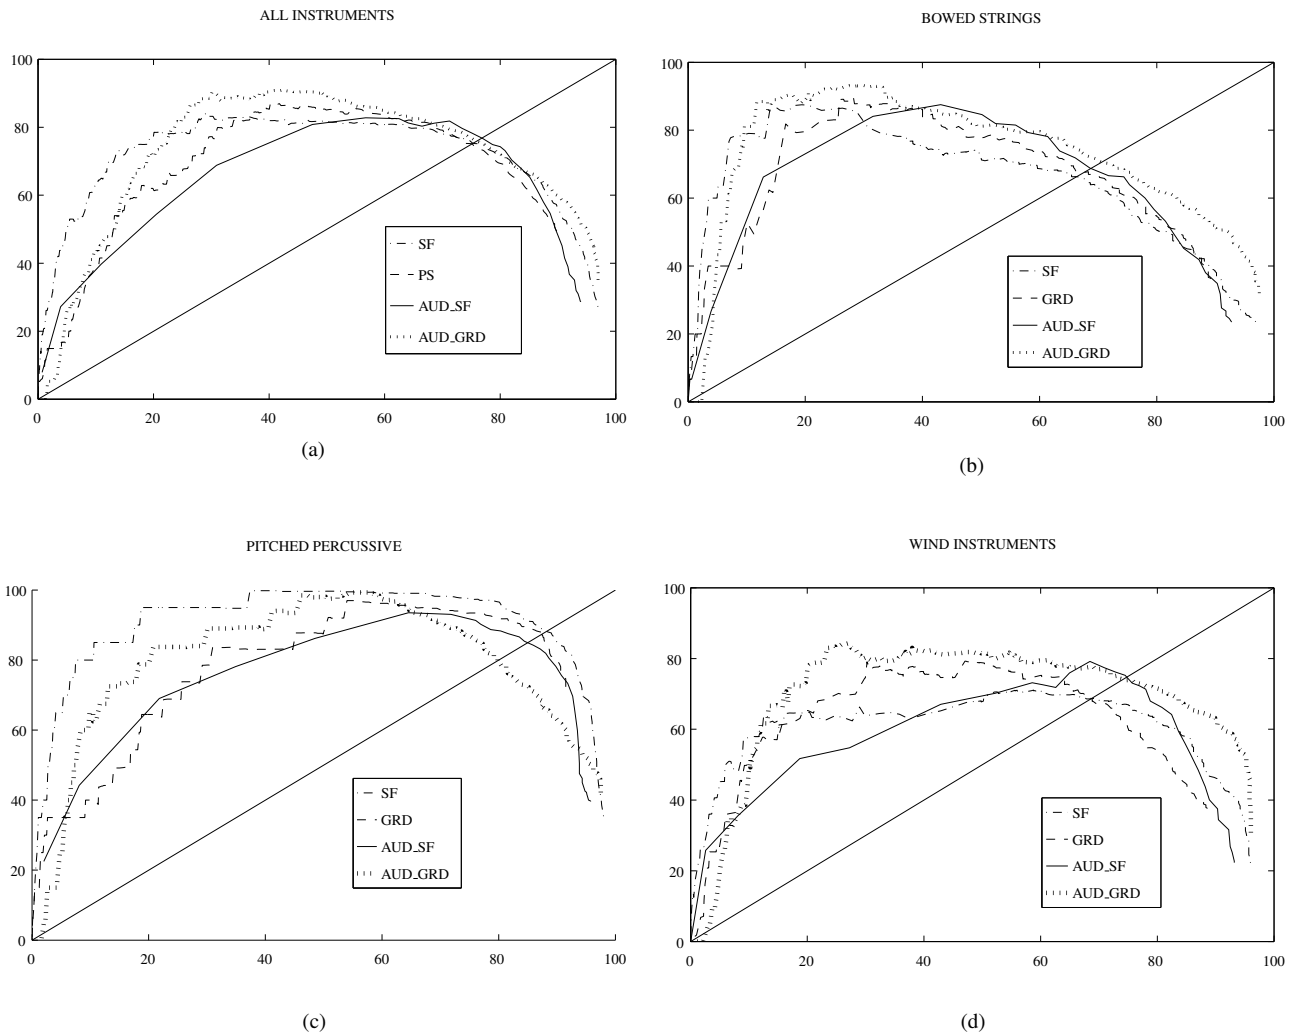 ALL INSTRUMENTS
100
80
60
40
20
0
0 20 40 60 80 100
SF
PS
AUD_SF
AUD_GRD
(a)
BOWED STRINGS
100
80
60
40
20
0
0 20 40 60 80 100
SF
GRD
AUD_SF
AUD_GRD
(b)
PITCHED PERCUSSIVE
100
80
60
40
20
0
0 20 40 60 80 100
SF
GRD
AUD_SF
AUD_GRD
(c)
WIND INSTRUMENTS
100
80
60
40
20
0
0 20 40 60 80 100
SF
GRD
AUD_SF
AUD_GRD
(d)